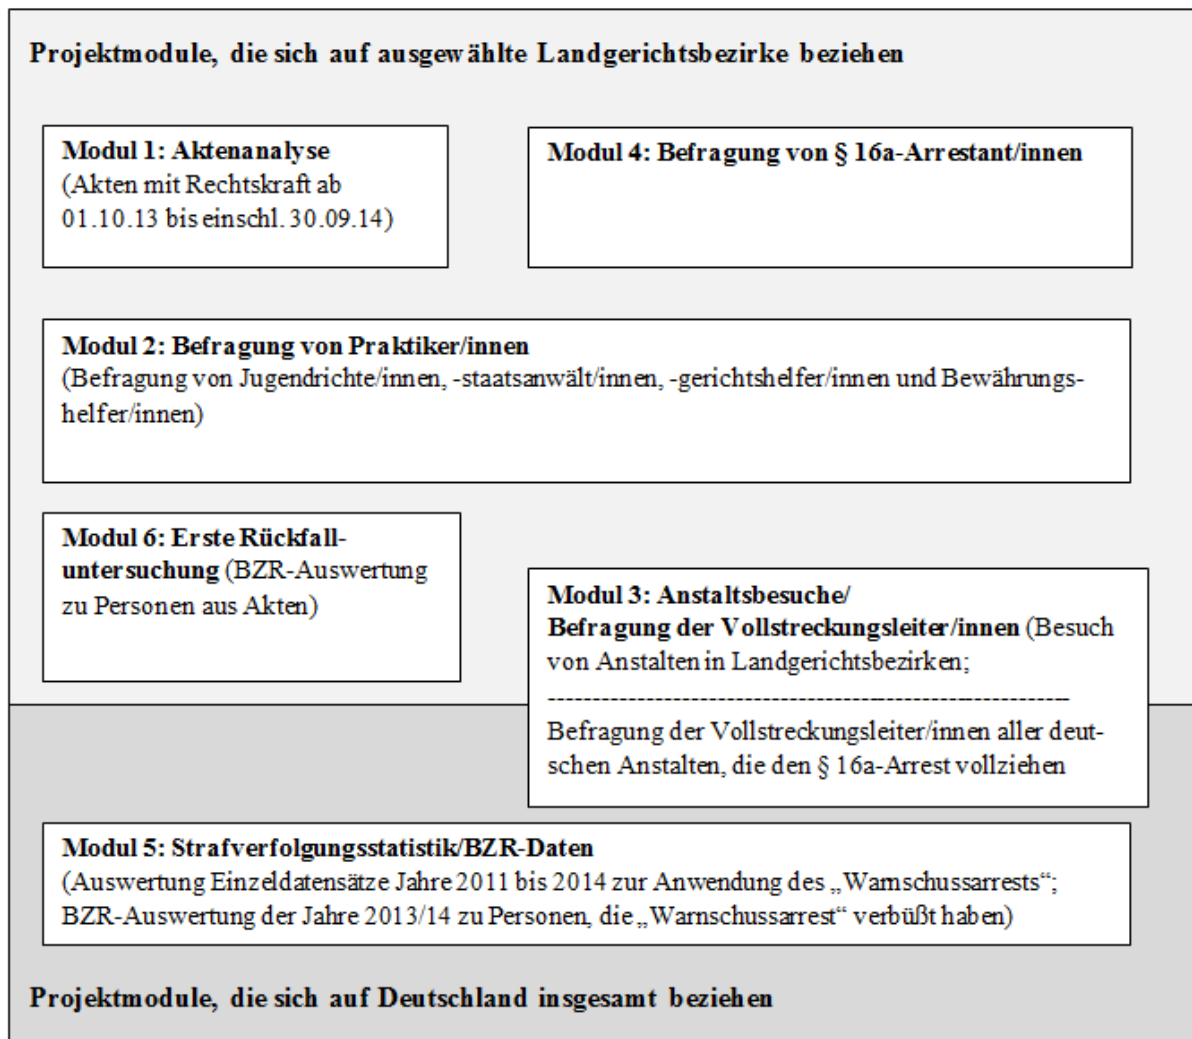 Projektmodule, die sich auf ausgewählte Landgerichtsbezirke beziehen
Modul 1: Aktenanalyse
(Akten mit Rechtskraft ab
01.10.13 bis einschl. 30.09.14)
Modul 4: Befragung von § 16a-Arrestant/innen
Modul 2: Befragung von Praktiker/innen
(Befragung von Jugendrichte/innen, -staatsanwält/innen, -gerichtshelfer/innen und Bewährungs-
helfer/innen)
Modul 6: Erste Rückfall-
untersuchung (BZR-Auswertung
zu Personen aus Akten)
Modul 3: Anstaltsbesuche/
Befragung der Vollstreckungsleiter/innen (Besuch
von Anstalten in Landgerichtsbezirken;
------------------------------------------------------------
Befragung der Vollstreckungsleiter/innen aller deut-
schen Anstalten, die den § 16a-Arrest vollziehen
Modul 5: Strafverfolgungsstatistik/BZR-Daten
(Auswertung Einzeldatensätze Jahre 2011 bis 2014 zur Anwendung des „Warnschussarrests“;
BZR-Auswertung der Jahre 2013/14 zu Personen, die „Warnschussarrest“ verbüßt haben)
Projektmodule, die sich auf Deutschland insgesamt beziehen